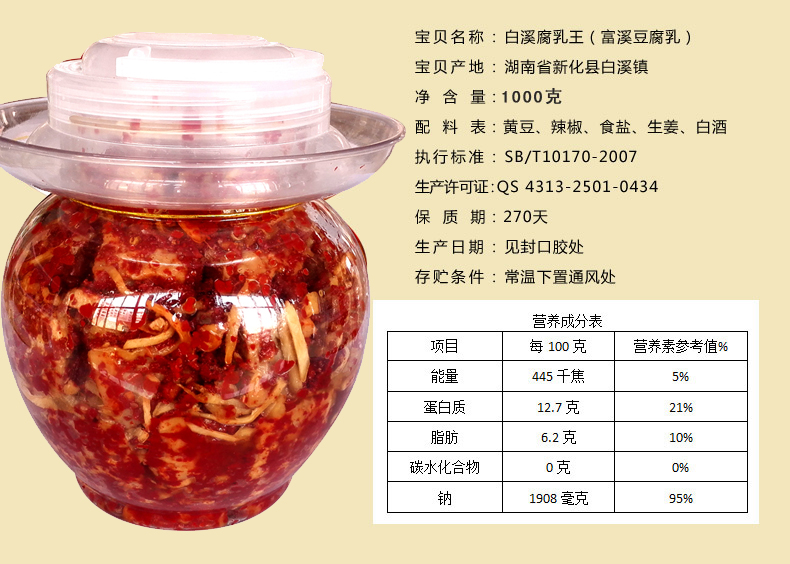 宝贝名称：白溪腐乳王（富溪豆腐乳）
宝贝产地：湖南省新化县白溪镇
净 含 量：1000克
配 料 表：黄豆、辣椒、食盐、生姜、白酒
执行标准：SB/T10170-2007
生产许可证：QS 4313-2501-0434
保 质 期：270天
生产日期：见封口胶处
存贮条件：常温下置通风处
营养成分表
项目 每 100 克 营养素参考值%
能量 445 千焦 5%
蛋白质 12.7 克 21%
脂肪 6.2 克 10%
碳水化合物 0 克 0%
钠 1908 毫克 95%